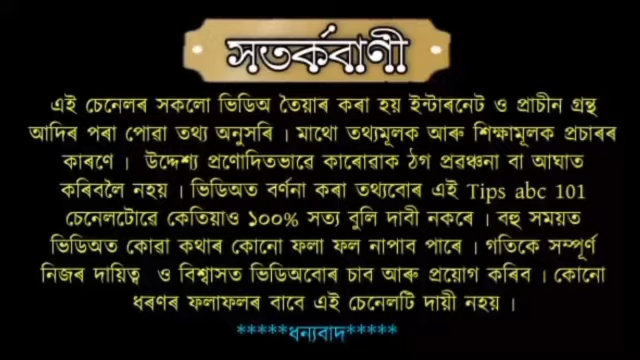 সতৰ্কবাণী
এই চেনেলৰ সকলো ভিডিঅ তৈয়াৰ কৰা হয় ইন্টাৰনেট ও প্ৰাচীন গ্ৰন্থ
আদিৰ পৰা পোৱা তথ্য অনুসৰি । মাথো তথ্যমূলক আৰু শিক্ষামূলক প্ৰচাৰৰ
কাৰণে । উদ্দেশ্য প্ৰণোদিতভাৱে কাৰোৱাক ঠগ প্ৰৱঞ্চনা বা আঘাত
কৰিবলৈ নহয় । ভিডিঅত বৰ্ণনা কৰা তথ্যবোৰ এই Tips abc 101
চেনেলটোৱে কেতিয়াও ১০০% সত্য বুলি দাবী নকৰে । বহু সময়ত
ভিডিঅত কোৱা কথাৰ কোনো ফলা ফল নাপাব পাৰে । গতিকে সম্পূৰ্ণ
নিজৰ দায়িত্ব ও বিশ্বাসত ভিডিঅবোৰ চাব আৰু প্ৰয়োগ কৰিব । কোনো
ধৰণৰ ফলাফলৰ বাবে এই চেনেলটি দায়ী নহয় ।
*****ধন্যবাদ*****